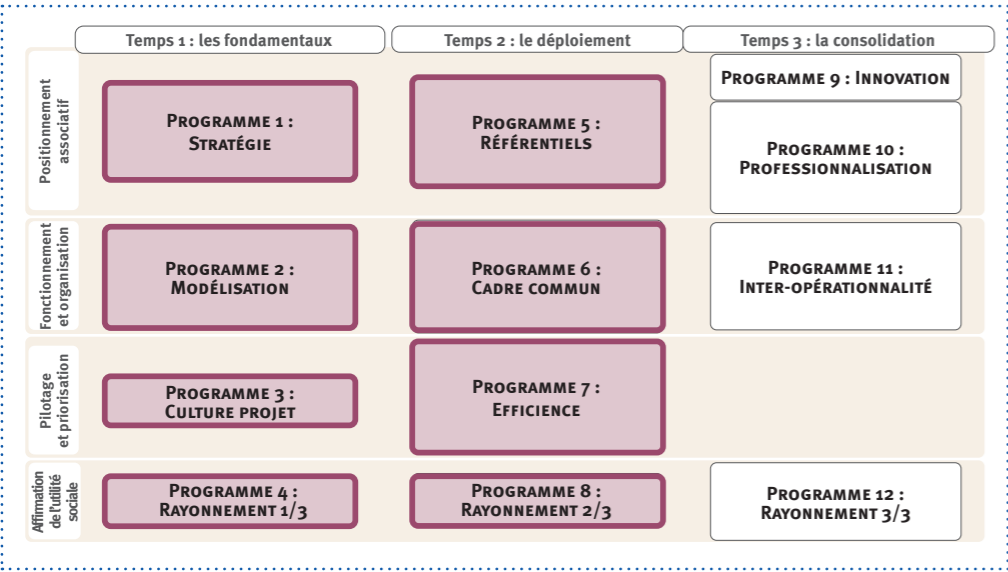 Temps 1 : les fondamentaux
Temps 2 : le déploiement
Temps 3 : la consolidation
Positionnement
associatif
PROGRAMME 1 :
STRATÉGIE
PROGRAMME 5 :
RÉFÉRENTIELS
PROGRAMME 9 : INNOVATION
PROGRAMME 10 :
PROFESSIONNALISATION
Fonctionnement
et organisation
PROGRAMME 2 :
MODÉLISATION
PROGRAMME 6 :
CADRE COMMUN
PROGRAMME 11 :
INTER-OPÉRATIONNALITÉ
Pilotage
et priorisation
PROGRAMME 3 :
CULTURE PROJET
PROGRAMME 7 :
EFFICIENCE
Affirmation
de l'utilité
sociale
PROGRAMME 4 :
RAYONNEMENT 1/3
PROGRAMME 8 :
RAYONNEMENT 2/3
PROGRAMME 12 :
RAYONNEMENT 3/3